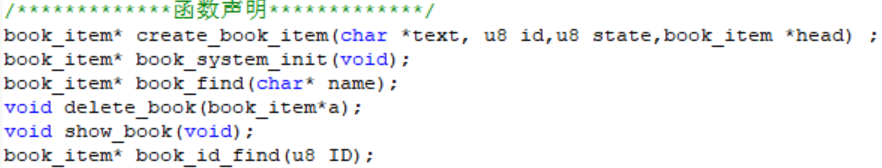 /*************函数声明*************/
book_item* create_book_item(char *text, u8 id,u8 state,book_item *head) ;
book_item* book_system_init(void);
book_item* book_find(char* name);
void delete_book(book_item*a);
void show_book(void);
book_item* book_id_find(u8 ID);